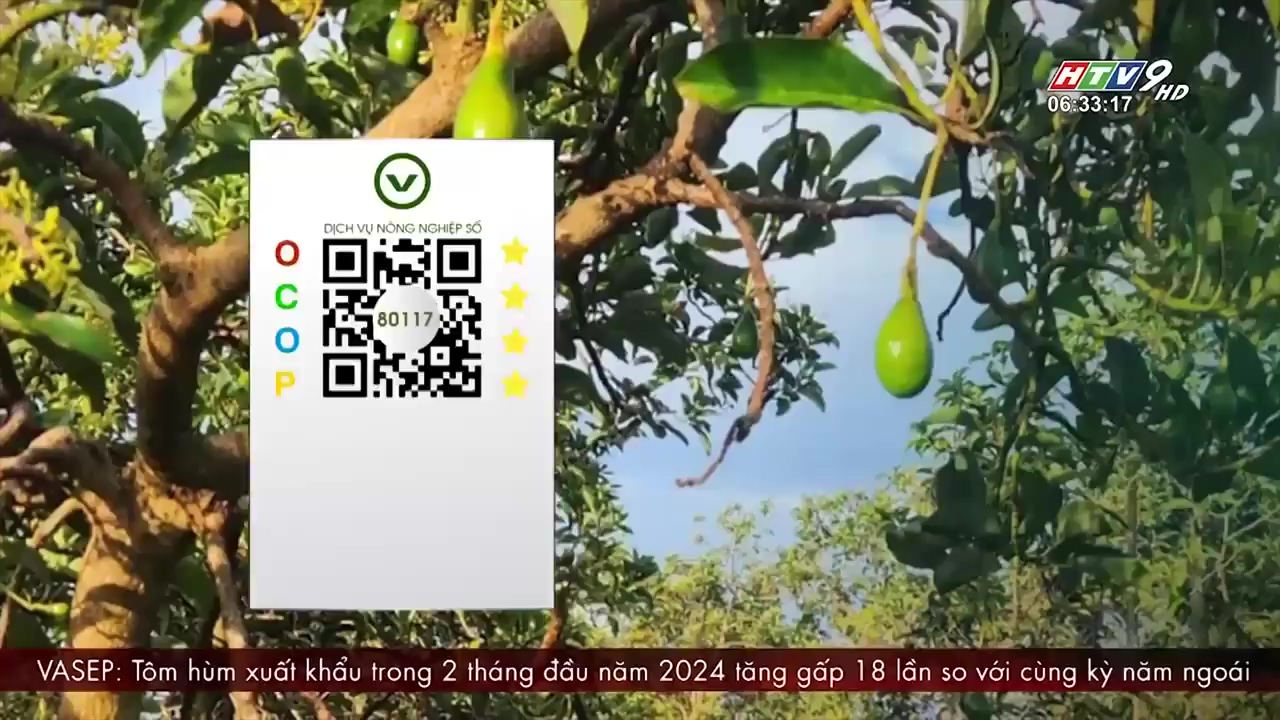 HTV9 HD
06:33:17
V
DỊCH VỤ NÔNG NGHIỆP SỐ
O
C
O
P
80117
VASEP: Tôm hùm xuất khẩu trong 2 tháng đầu năm 2024 tăng gấp 18 lần so với cùng kỳ năm ngoái